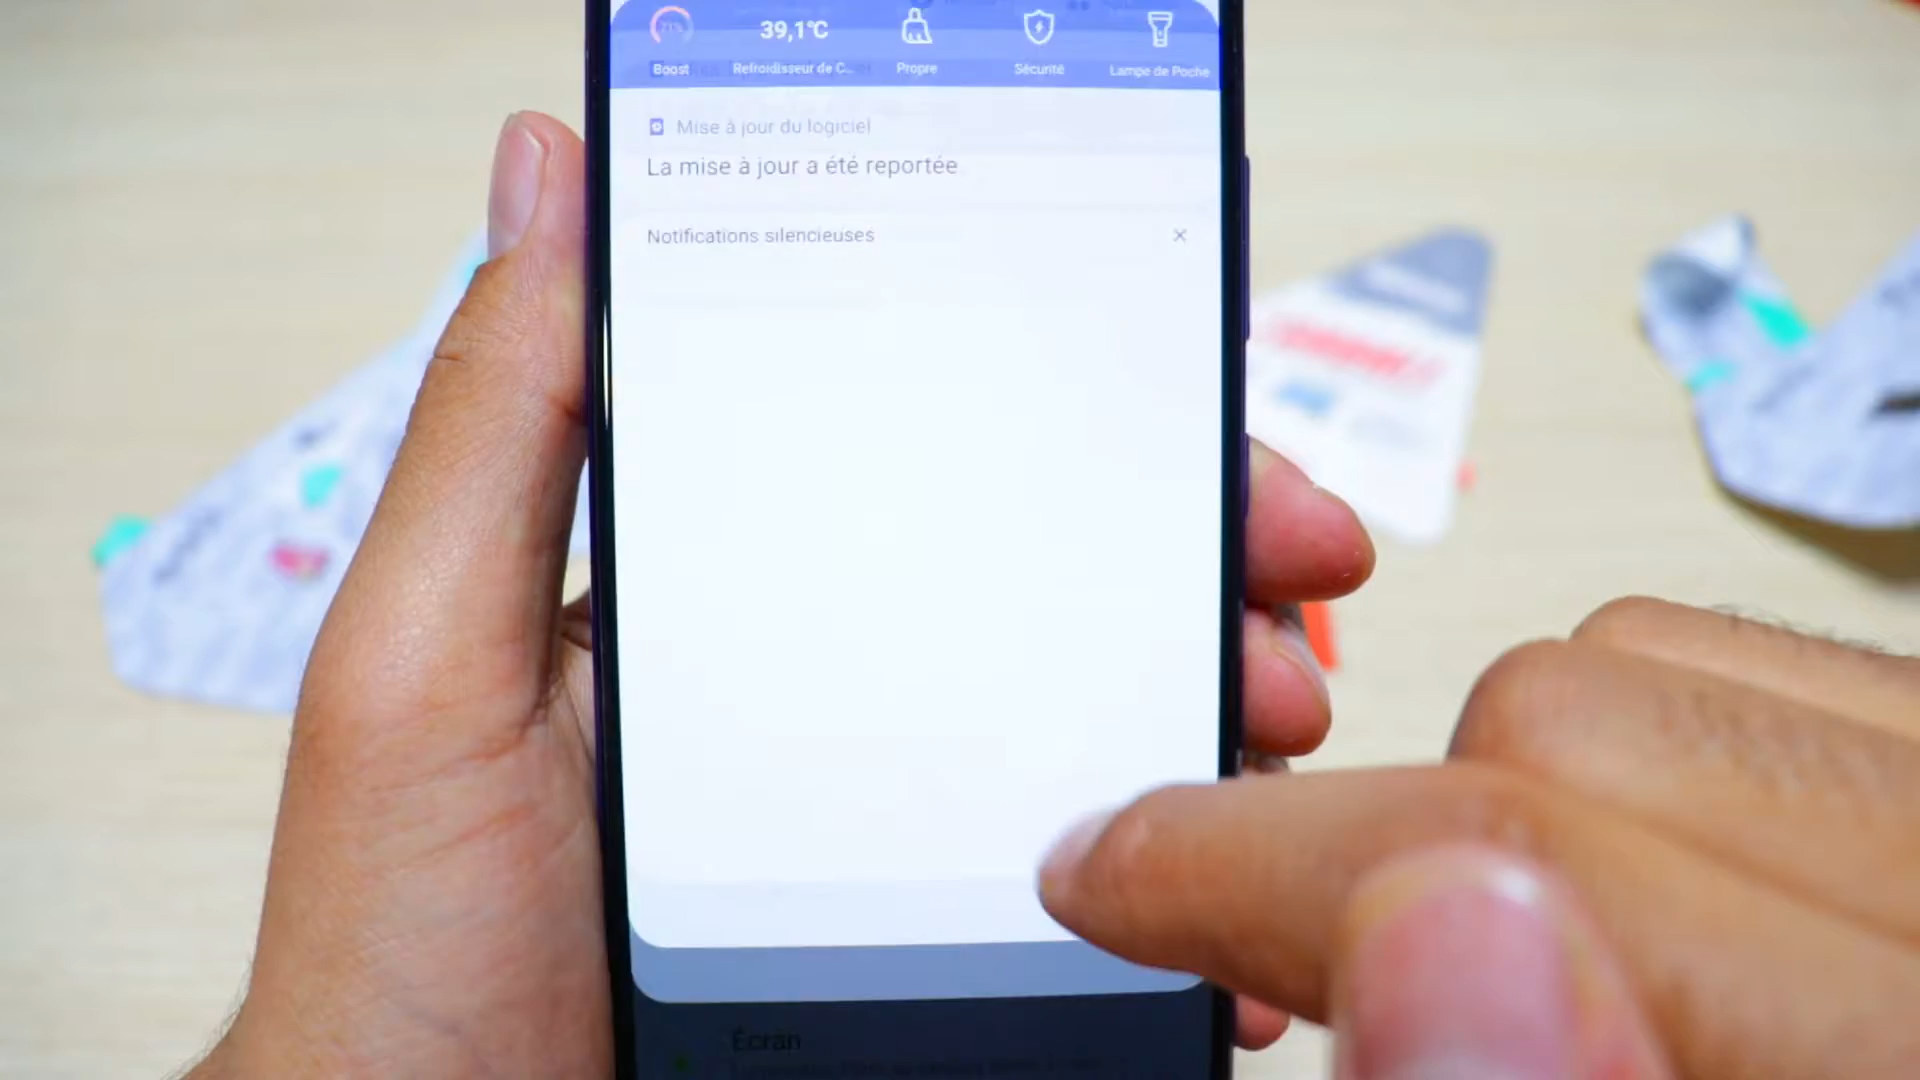 71%
39,1°C
Boost
Refroidisseur de C...
Propre
Sécurité
Lampe de Poche
Mise à jour du logiciel
La mise à jour a été reportée
Notifications silencieuses
Écran